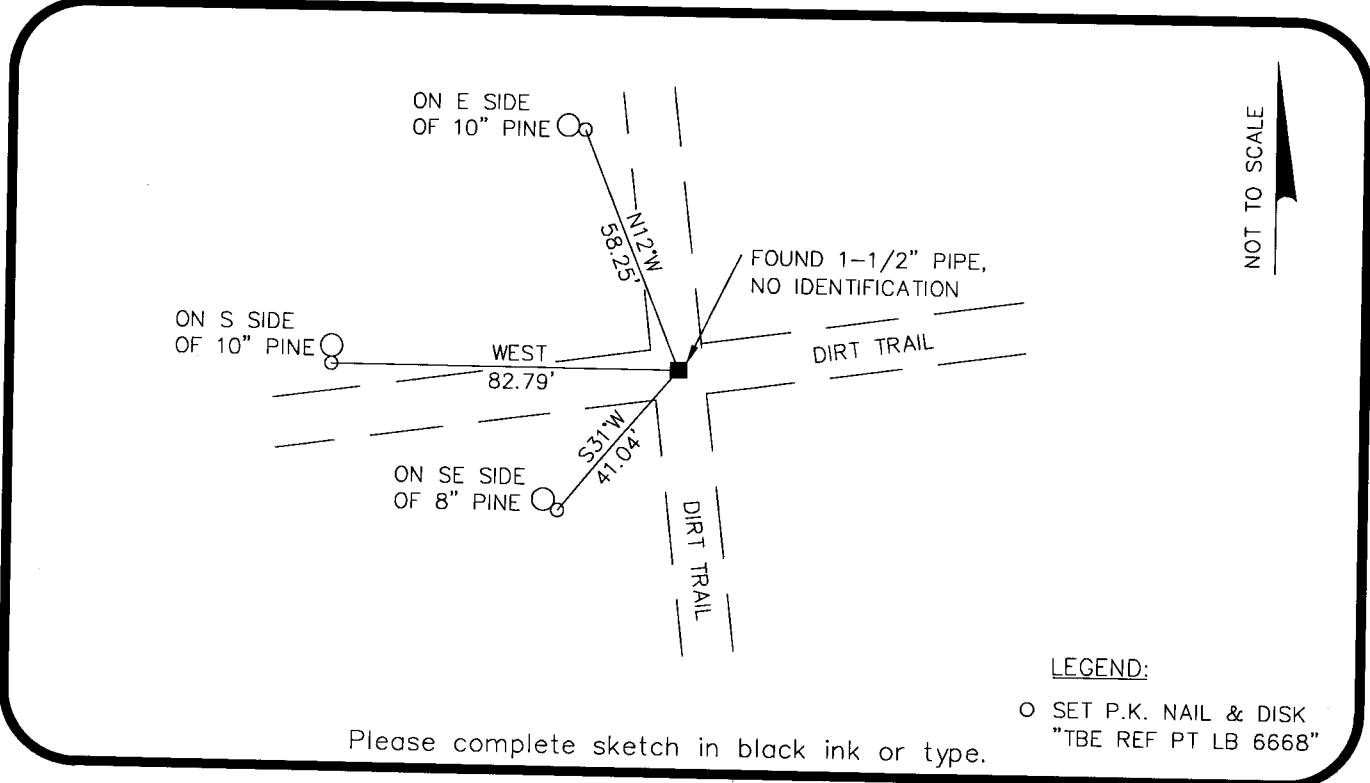 ON E SIDE
OF 10" PINE
NOT TO SCALE
N12°W
58.25'
FOUND 1-1/2" PIPE,
NO IDENTIFICATION
ON S SIDE
OF 10" PINE
WEST
82.79'
DIRT TRAIL
S31°W
41.04'
ON SE SIDE
OF 8" PINE
DIRT TRAIL
LEGEND:
O SET P.K. NAIL & DISK
"TBE REF PT LB 6668"
Please complete sketch in black ink or type.